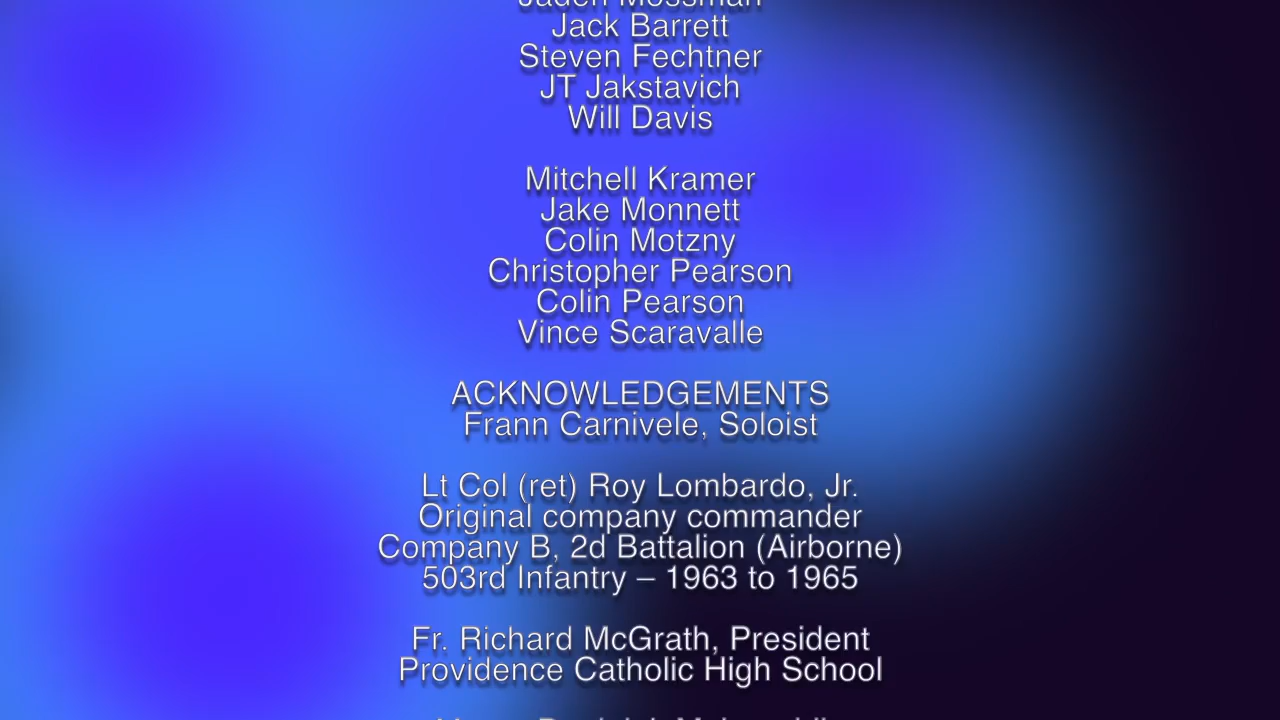 Jaden Mossman
Jack Barrett
Steven Fechtner
JT Jakstavich
Will Davis
Mitchell Kramer
Jake Monnett
Colin Motzny
Christopher Pearson
Colin Pearson
Vince Scaravalle
ACKNOWLEDGEMENTS
Frann Carnivele, Soloist
Lt Col (ret) Roy Lombardo, Jr.
Original company commander
Company B, 2d Battalion (Airborne)
503rd Infantry – 1963 to 1965
Fr. Richard McGrath, President
Providence Catholic High School